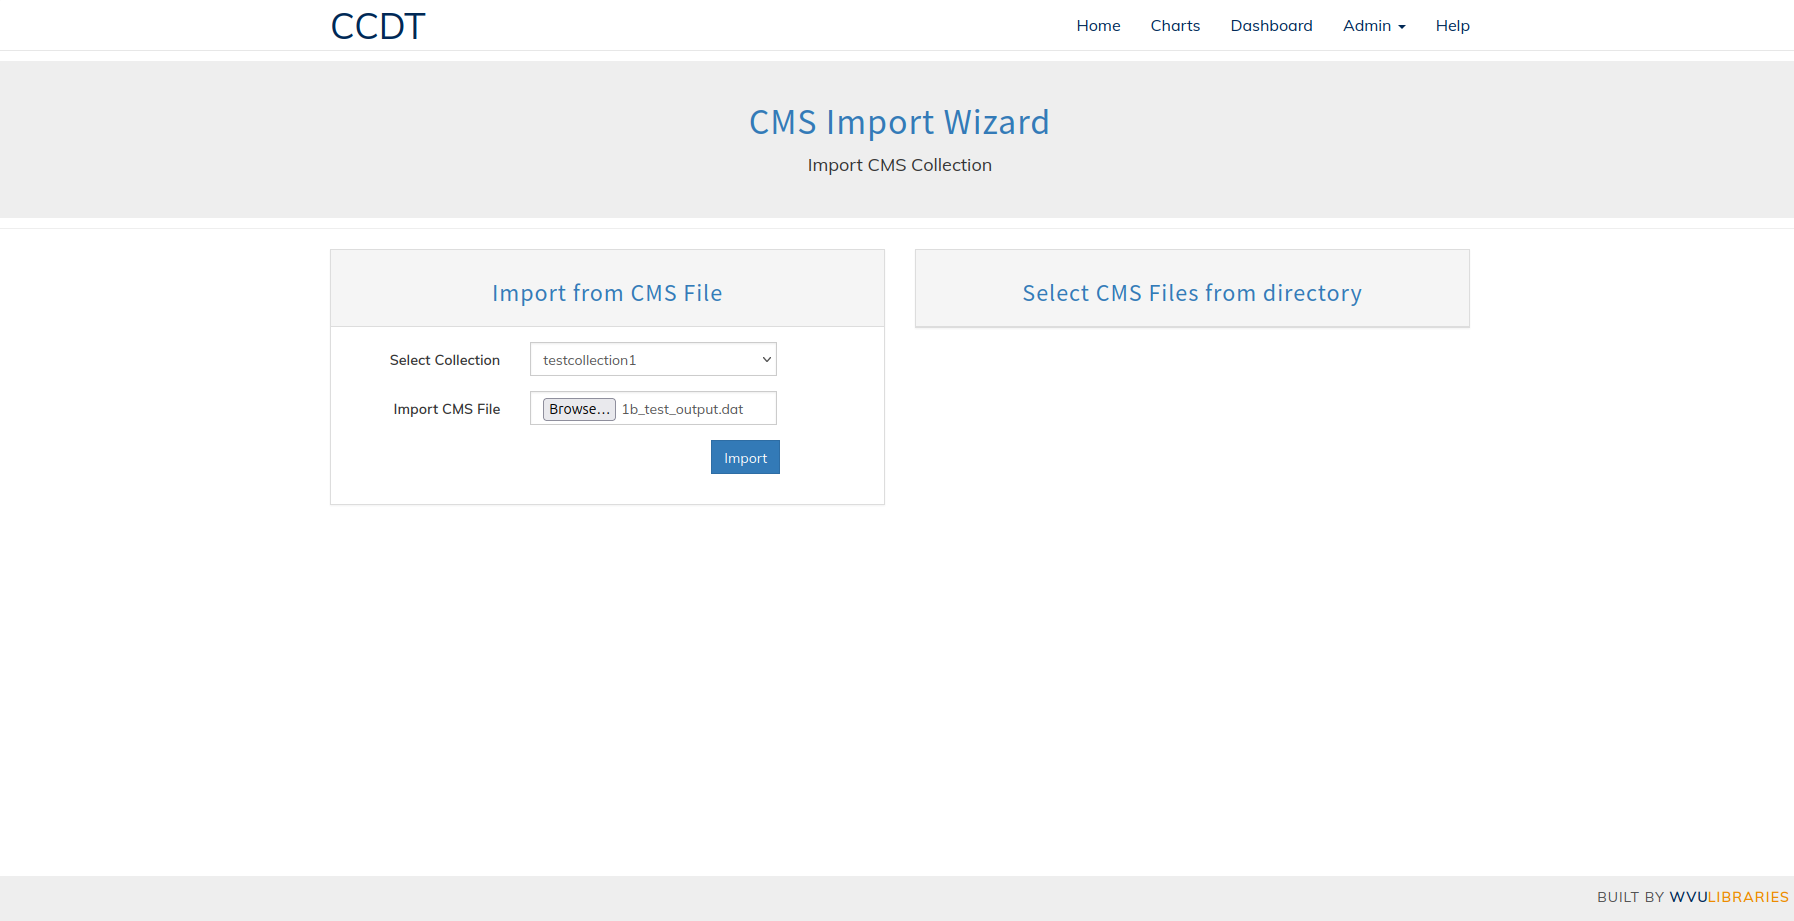 CCDT
Home Charts Dashboard Admin Help
CMS Import Wizard
Import CMS Collection
Import from CMS File
Select Collection testcollection1
Import CMS File Browse... 1b_test_output.dat
Import
Select CMS Files from directory
BUILT BY WVULIBRARIES